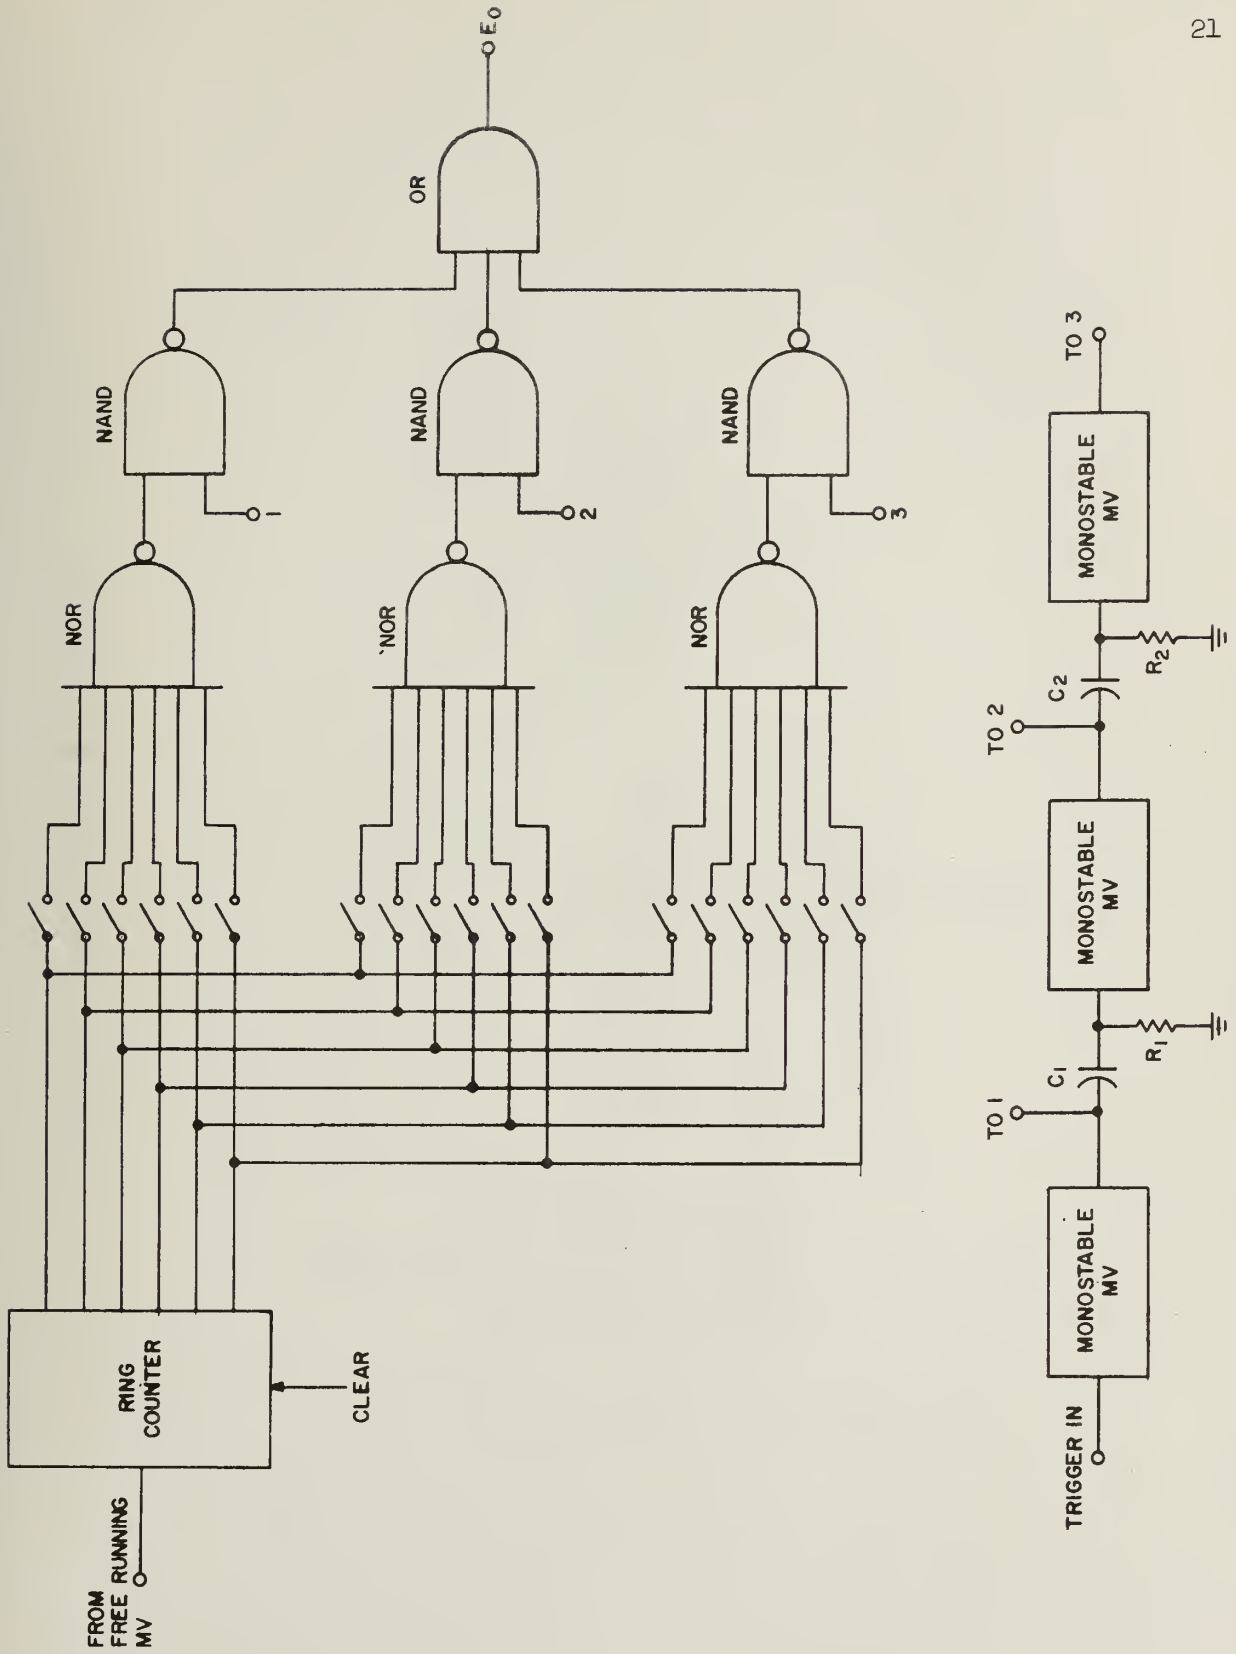 21
E0
OR
NAND
NAND
NAND
1
2
3
NOR
'NOR
NOR
RING
COUNTER
CLEAR
FROM
FREE RUNNING
MV
TRIGGER IN
MONOSTABLE
MV
TO 1
C1
R1
MONOSTABLE
MV
TO 2
C2
R2
MONOSTABLE
MV
TO 3